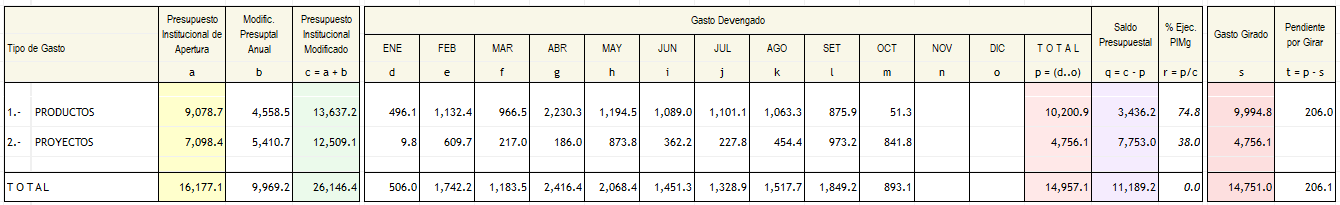 Tipo de Gasto Presupuesto Institucional de Apertura a Modific. Presuptal Anual b Presupuesto Institucional Modificado c = a + b Gasto Devengado Saldo Presupuestal q = c - p % Ejec. PIMg r = p/c Gasto Girado s Pendiente por Girar t = p - s
ENE FEB MAR ABR MAY JUN JUL AGO SET OCT NOV DIC T O T A L
d e f g h i j k l m n o p = (d..o)
1.- PRODUCTOS 9,078.7 4,558.5 13,637.2 496.1 1,132.4 966.5 2,230.3 1,194.5 1,089.0 1,101.1 1,063.3 875.9 51.3 10,200.9 3,436.2 74.8 9,994.8 206.0
2.- PROYECTOS 7,098.4 5,410.7 12,509.1 9.8 609.7 217.0 186.0 873.8 362.2 227.8 454.4 973.2 841.8 4,756.1 7,753.0 38.0 4,756.1
T O T A L 16,177.1 9,969.2 26,146.4 506.0 1,742.2 1,183.5 2,416.4 2,068.4 1,451.3 1,328.9 1,517.7 1,849.2 893.1 14,957.1 11,189.2 0.0 14,751.0 206.1